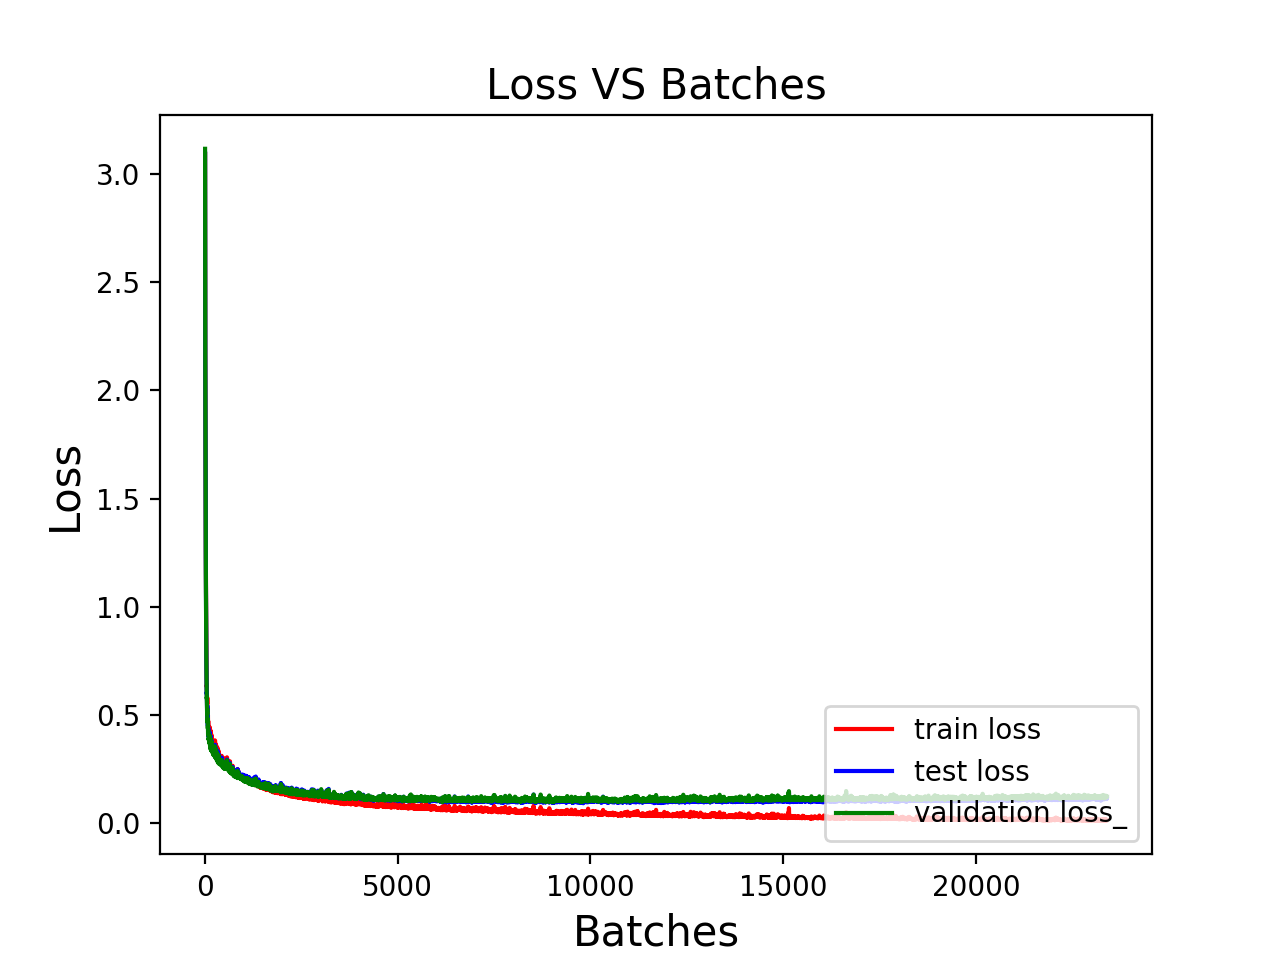 Loss VS Batches
3.0
2.5
2.0
1.5
1.0
0.5
0.0
Loss
train loss
test loss
validation loss_
0 5000 10000 15000 20000
Batches